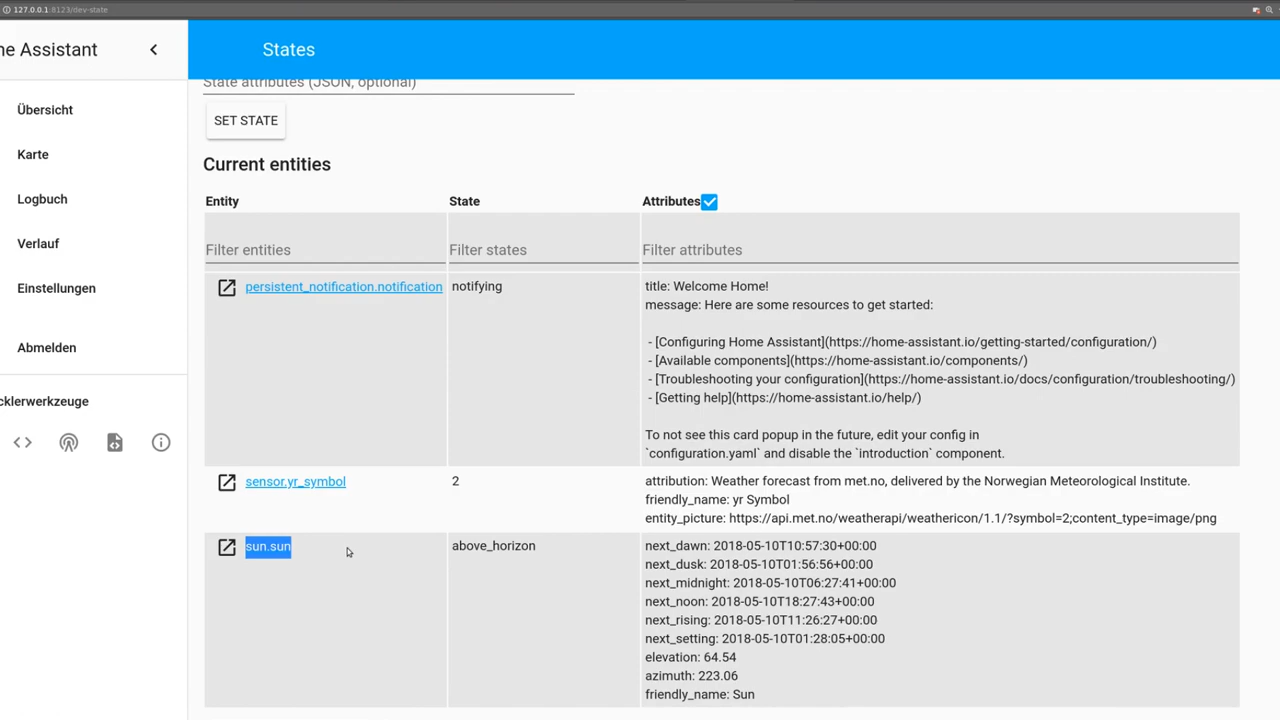 127.0.0.1:8123/dev-state
me Assistant
States
Übersicht
Karte
Logbuch
Verlauf
Einstellungen
Abmelden
cklerwerkzeuge
State attributes (JSON, optional)
SET STATE
Current entities
Entity State Attributes
Filter entities Filter states Filter attributes
persistent_notification.notification notifying title: Welcome Home!
message: Here are some resources to get started:
- [Configuring Home Assistant](https://home-assistant.io/getting-started/configuration/)
- [Available components](https://home-assistant.io/components/)
- [Troubleshooting your configuration](https://home-assistant.io/docs/configuration/troubleshooting/)
- [Getting help](https://home-assistant.io/help/)
To not see this card popup in the future, edit your config in
`configuration.yaml` and disable the `introduction` component.
sensor.yr_symbol 2 attribution: Weather forecast from met.no, delivered by the Norwegian Meteorological Institute.
friendly_name: yr Symbol
entity_picture: https://api.met.no/weatherapi/weathericon/1.1/?symbol=2;content_type=image/png
sun.sun above_horizon next_dawn: 2018-05-10T10:57:30+00:00
next_dusk: 2018-05-10T01:56:56+00:00
next_midnight: 2018-05-10T06:27:41+00:00
next_noon: 2018-05-10T18:27:43+00:00
next_rising: 2018-05-10T11:26:27+00:00
next_setting: 2018-05-10T01:28:05+00:00
elevation: 64.54
azimuth: 223.06
friendly_name: Sun